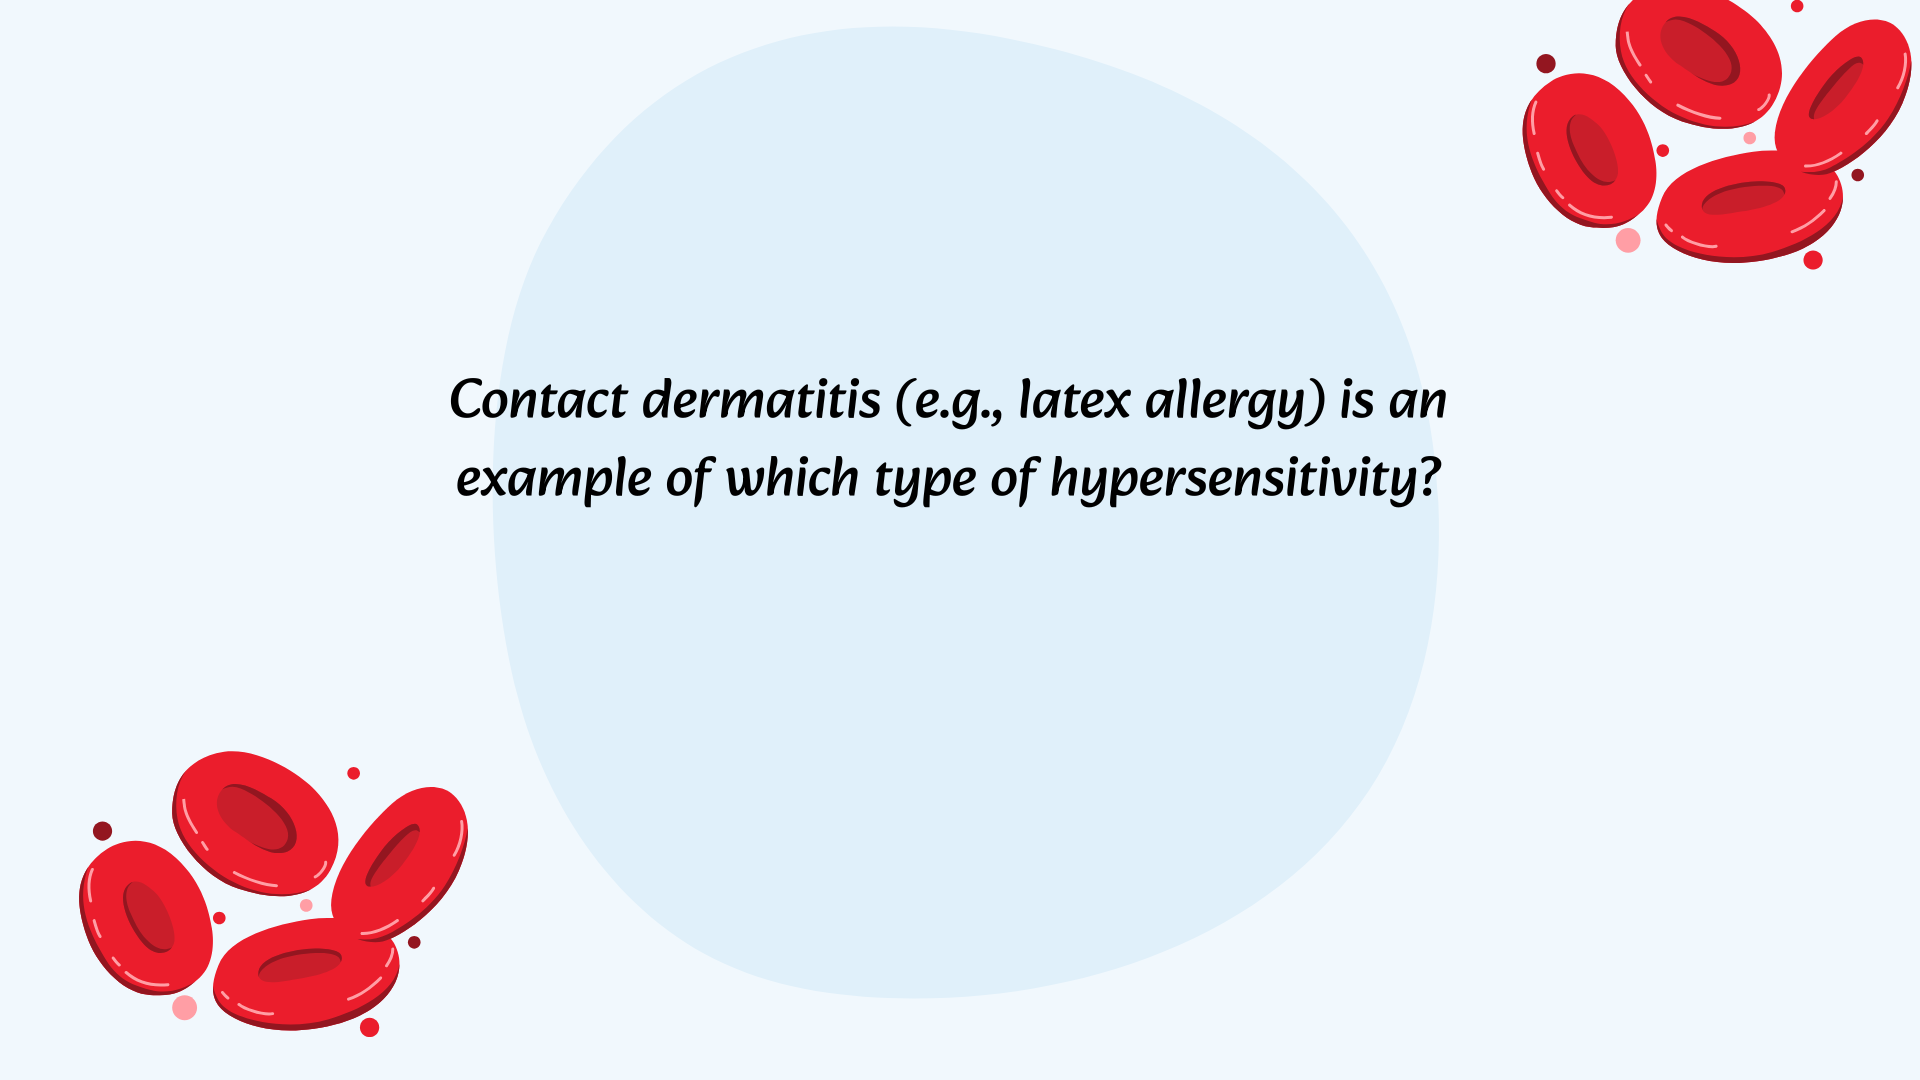 Contact dermatitis (e.g., latex allergy) is an
example of which type of hypersensitivity?